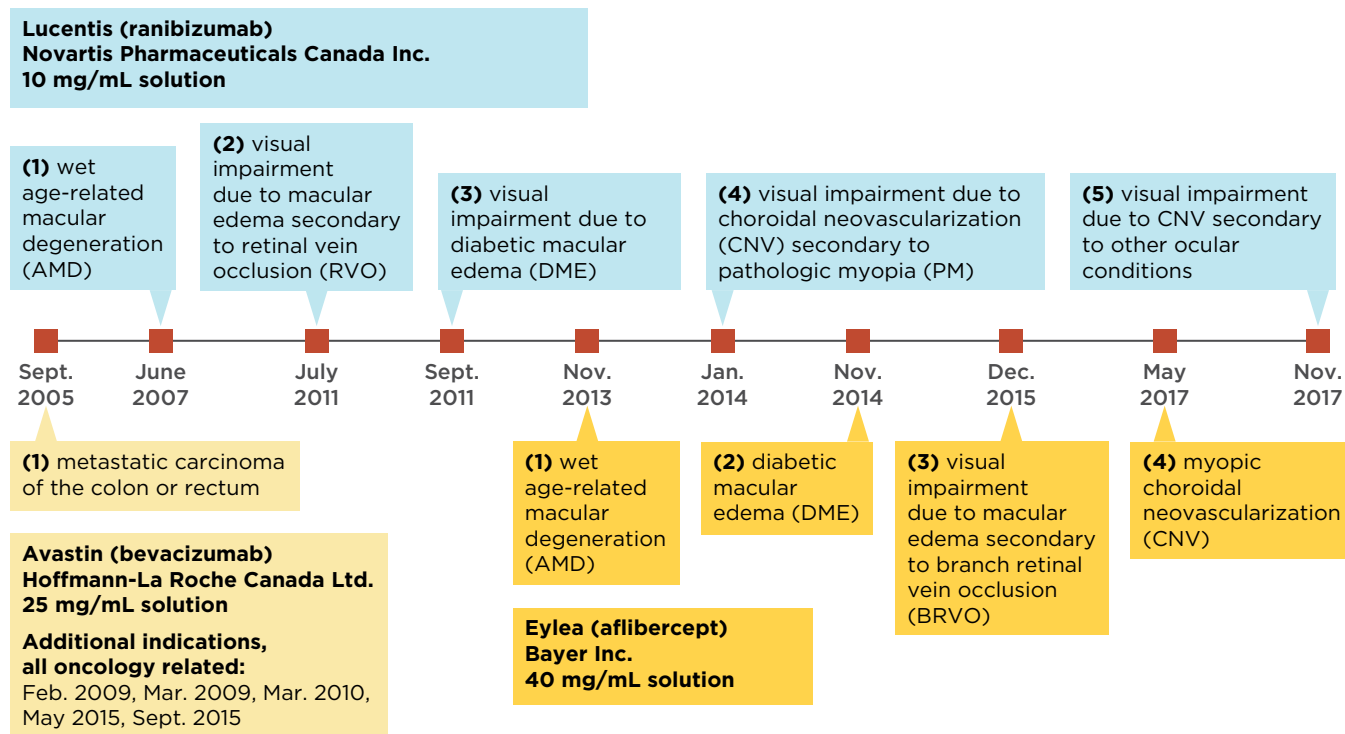 Lucentis (ranibizumab)
Novartis Pharmaceuticals Canada Inc.
10 mg/mL solution
(1) wet
age-related
macular
degeneration
(AMD)
(2) visual
impairment
due to macular
edema secondary
to retinal vein
occlusion (RVO)
(3) visual
impairment due to
diabetic macular
edema (DME)
(4) visual impairment due to
choroidal neovascularization
(CNV) secondary to
pathologic myopia (PM)
(5) visual impairment
due to CNV secondary
to other ocular
conditions
Sept.
2005
June
2007
July
2011
Sept.
2011
Nov.
2013
Jan.
2014
Nov.
2014
Dec.
2015
May
2017
Nov.
2017
(1) metastatic carcinoma
of the colon or rectum
Avastin (bevacizumab)
Hoffmann-La Roche Canada Ltd.
25 mg/mL solution
Additional indications,
all oncology related:
Feb. 2009, Mar. 2009, Mar. 2010,
May 2015, Sept. 2015
(1) wet
age-related
macular
degeneration
(AMD)
(2) diabetic
macular
edema (DME)
(3) visual
impairment
due to macular
edema secondary
to branch retinal
vein occlusion
(BRVO)
(4) myopic
choroidal
neovascularization
(CNV)
Eylea (aflibercept)
Bayer Inc.
40 mg/mL solution